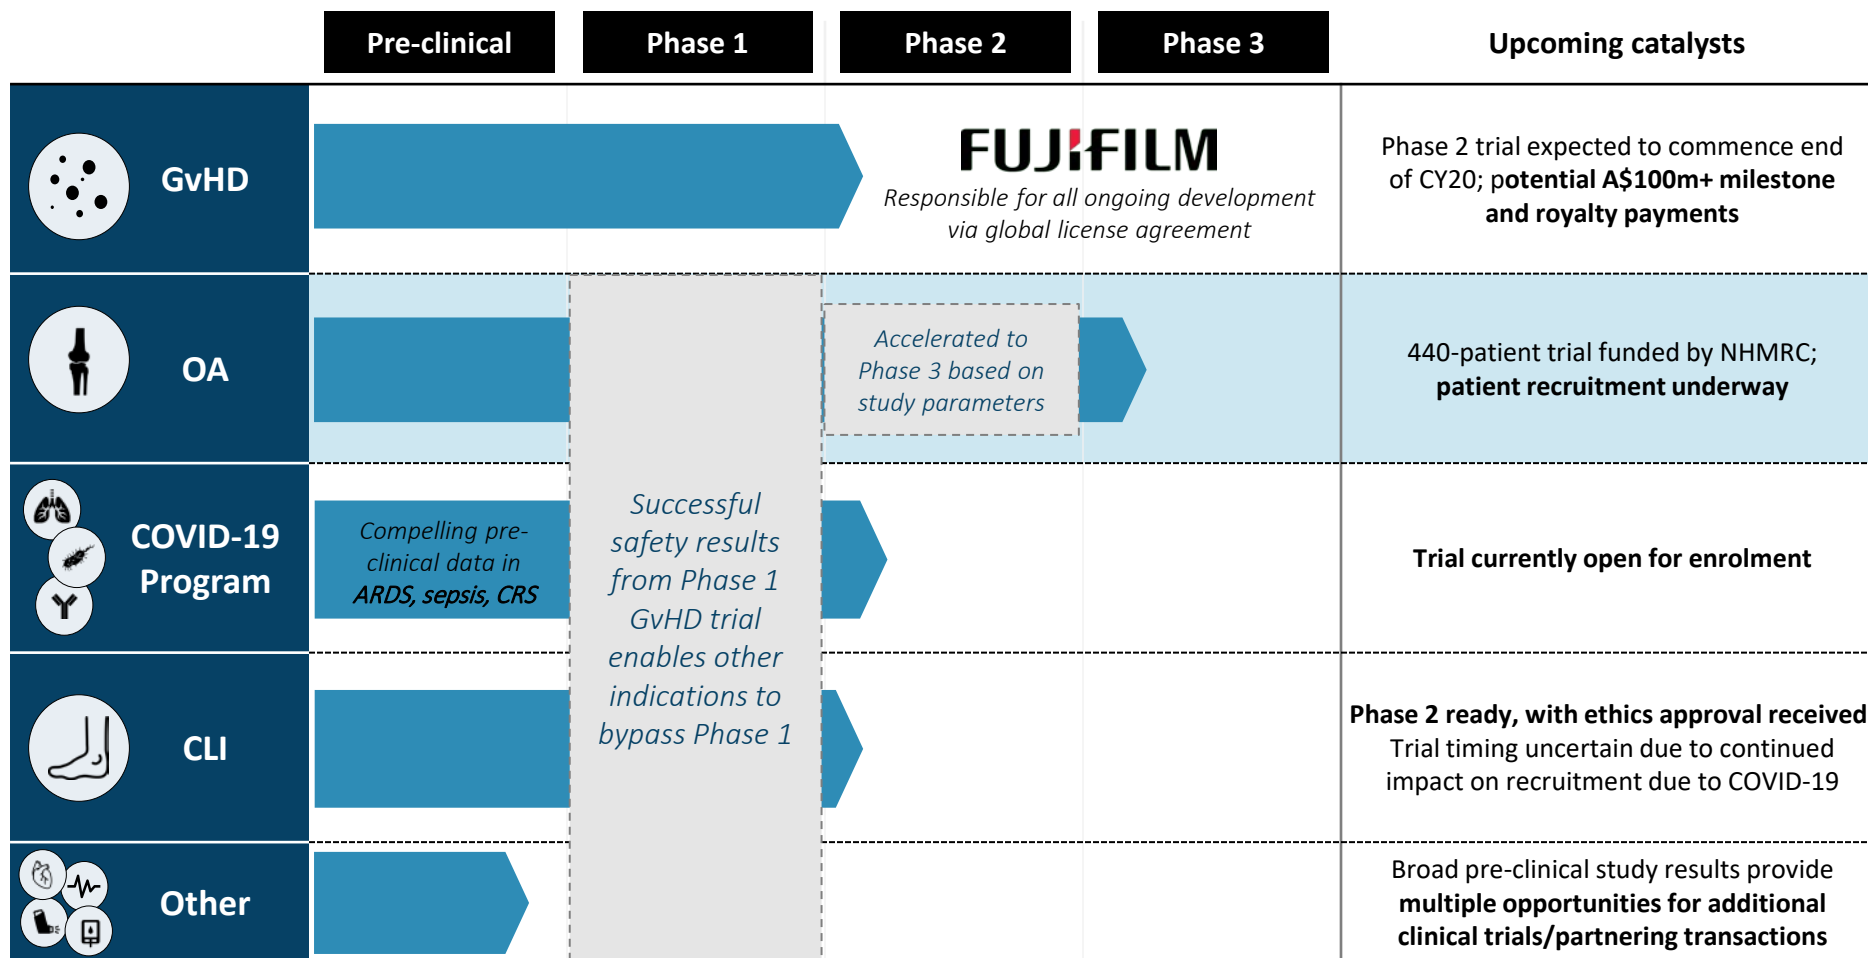 Pre-clinical
Phase 1
Phase 2
Phase 3
Upcoming catalysts
GvHD
FUJIFILM
Responsible for all ongoing development
via global license agreement
Phase 2 trial expected to commence end
of CY20; potential A$100m+ milestone
and royalty payments
OA
Accelerated to
Phase 3 based on
study parameters
440-patient trial funded by NHMRC;
patient recruitment underway
COVID-19
Program
Compelling pre-
clinical data in
ARDS, sepsis, CRS
Successful
safety results
from Phase 1
GvHD trial
enables other
indications to
bypass Phase 1
Trial currently open for enrolment
CLI
Phase 2 ready, with ethics approval received
Trial timing uncertain due to continued
impact on recruitment due to COVID-19
Other
Broad pre-clinical study results provide
multiple opportunities for additional
clinical trials/partnering transactions